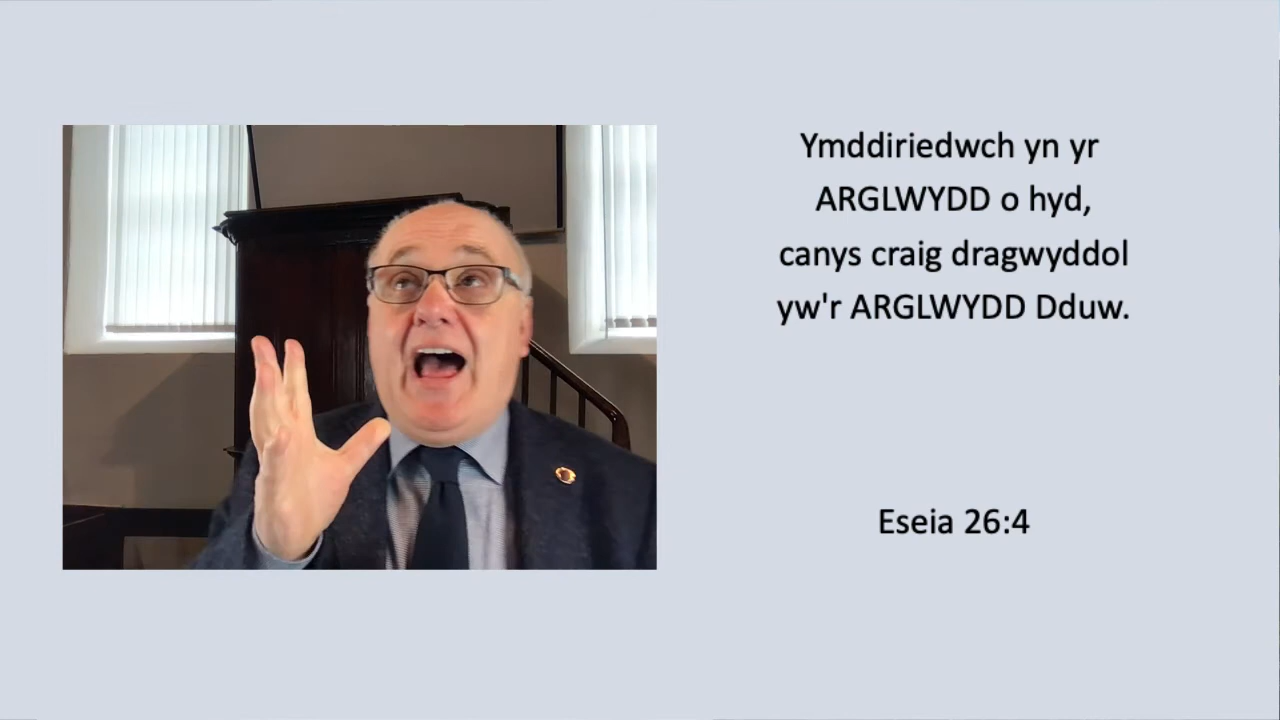 Ymddiriedwch yn yr
ARGLWYDD o hyd,
canys craig dragwyddol
yw'r ARGLWYDD Dduw.
Eseia 26:4